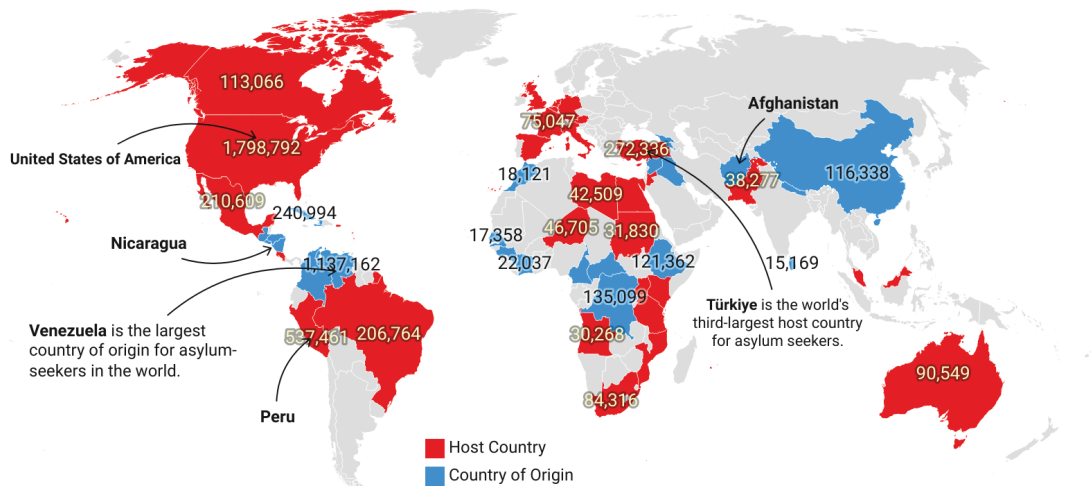 113,066
75,047
Afghanistan
United States of America
1,798,792
272,336
18,121
38,277
116,338
210,609
240,994
42,509
Nicaragua
17,358
46,705
31,830
22,037
121,362
1,137,162
15,169
135,099
Venezuela is the largest
country of origin for asylum-
seekers in the world.
537,461
206,764
30,268
Türkiye is the world's
third-largest host country
for asylum seekers.
Peru
84,316
90,549
Host Country
Country of Origin